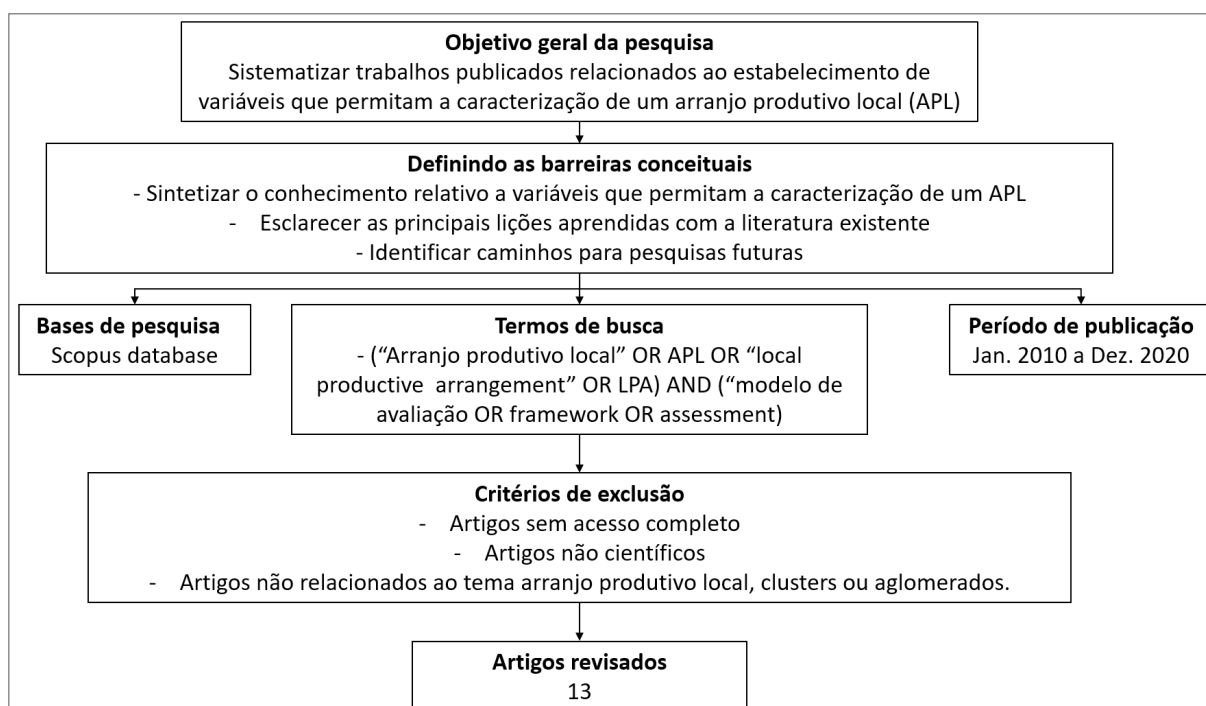 Objetivo geral da pesquisa
Sistematizar trabalhos publicados relacionados ao estabelecimento de
variáveis que permitam a caracterização de um arranjo produtivo local (APL)
Definindo as barreiras conceituais
- Sintetizar o conhecimento relativo a variáveis que permitam a caracterização de um APL
- Esclarecer as principais lições aprendidas com a literatura existente
- Identificar caminhos para pesquisas futuras
Bases de pesquisa
Scopus database
Termos de busca
- (“Arranjo produtivo local” OR APL OR “local
productive arrangement” OR LPA) AND (“modelo de
avaliação OR framework OR assessment)
Período de publicação
Jan. 2010 a Dez. 2020
Critérios de exclusão
- Artigos sem acesso completo
- Artigos não científicos
- Artigos não relacionados ao tema arranjo produtivo local, clusters ou aglomerados.
Artigos revisados
13